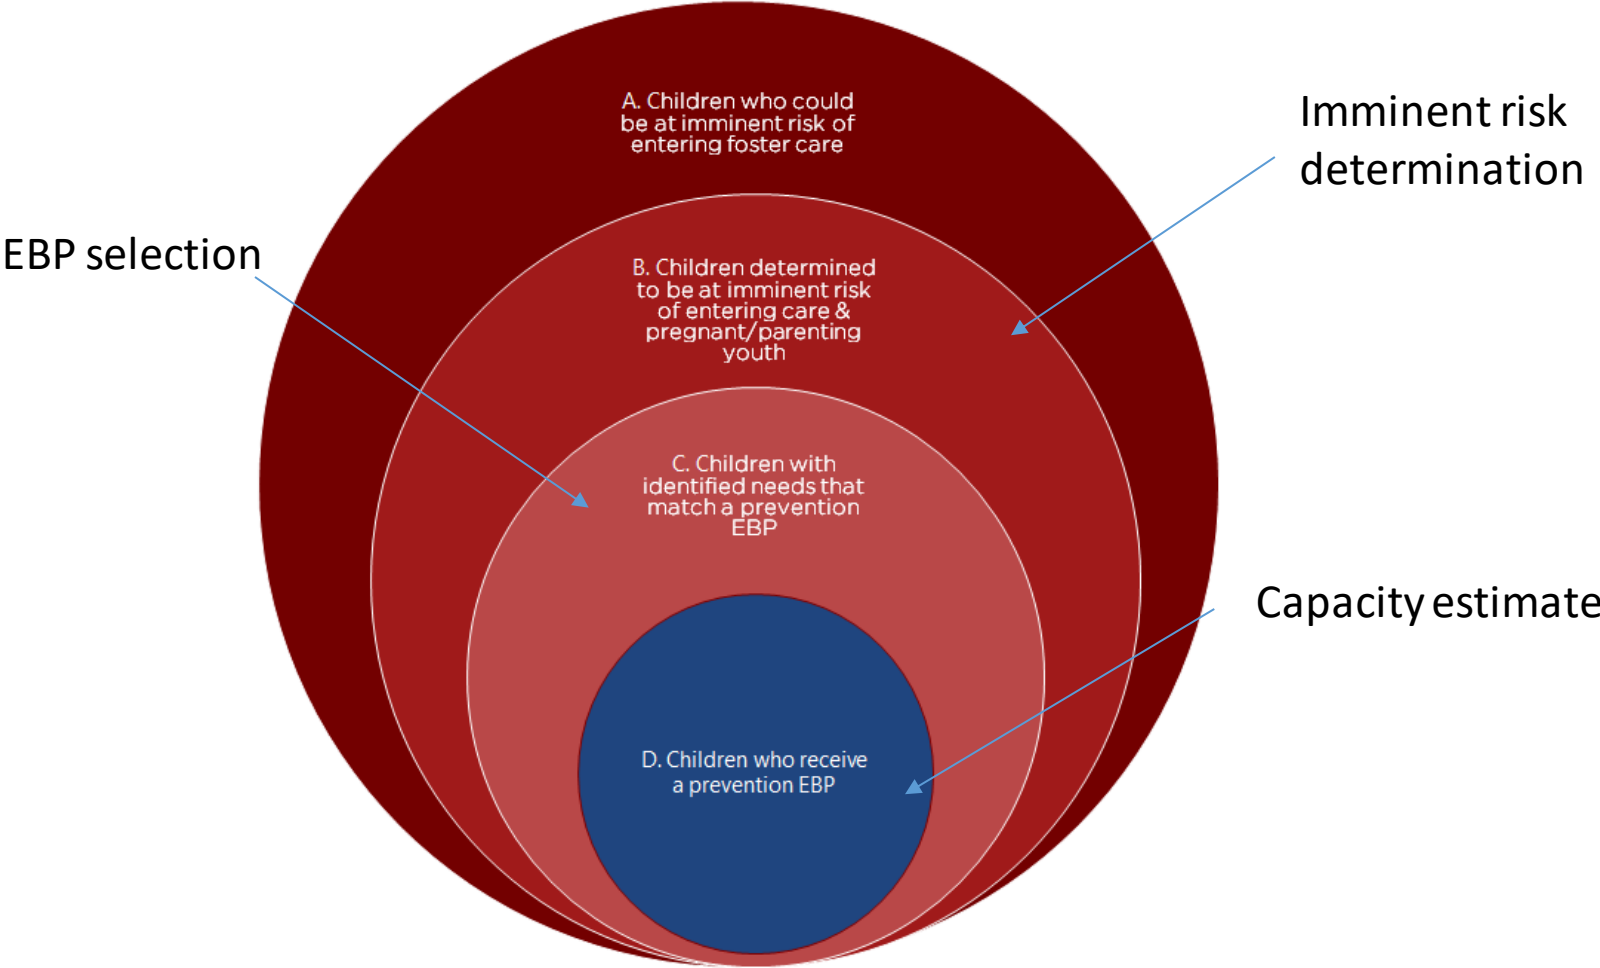 A. Children who could
be at imminent risk of
entering foster care
Imminent risk
determination
EBP selection
B. Children determined
to be at imminent risk
of entering care &
pregnant/parenting
youth
C. Children with
identified needs that
match a prevention
EBP
Capacity estimate
D. Children who receive
a prevention EBP